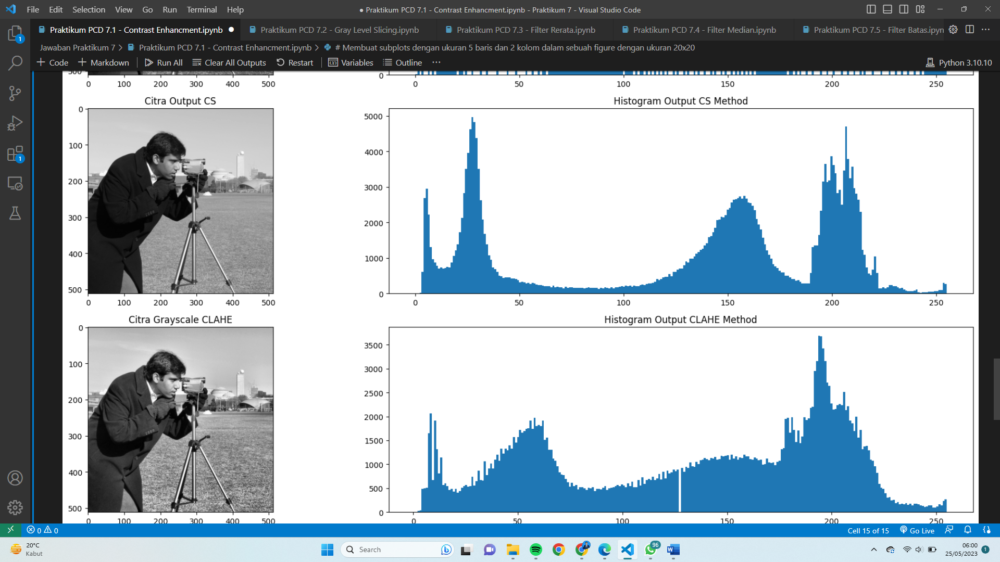 File Edit Selection View Go Run Terminal Help
● Praktikum PCD 7.1 - Contrast Enhancment.ipynb - Praktikum 7 - Visual Studio Code
Praktikum PCD 7.1 - Contrast Enhancment.ipynb ●
Praktikum PCD 7.2 - Gray Level Slicing.ipynb
Praktikum PCD 7.3 - Filter Rerata.ipynb
Praktikum PCD 7.4 - Filter Median.ipynb
Praktikum PCD 7.5 - Filter Batas.ipyn
Jawaban Praktikum 7 > Praktikum PCD 7.1 - Contrast Enhancment.ipynb > # Membuat subplots dengan ukuran 5 baris dan 2 kolom dalam sebuah figure dengan ukuran 20x20
+ Code + Markdown Run All Clear All Outputs Restart Variables Outline ··· Python 3.10.10
1
1
500
0 100 200 300 400 500
0
0 50 100 150 200 250
Citra Output CS
0
100
200
300
400
500
0 100 200 300 400 500
Histogram Output CS Method
5000
4000
3000
2000
1000
0
0 50 100 150 200 250
Citra Grayscale CLAHE
0
100
200
300
400
500
0 100 200 300 400 500
Histogram Output CLAHE Method
3500
3000
2500
2000
1500
1000
500
0
0 50 100 150 200 250
0 0
Cell 15 of 15 Go Live
20°C
Kabut
Search
96
06:00
25/05/2023
1